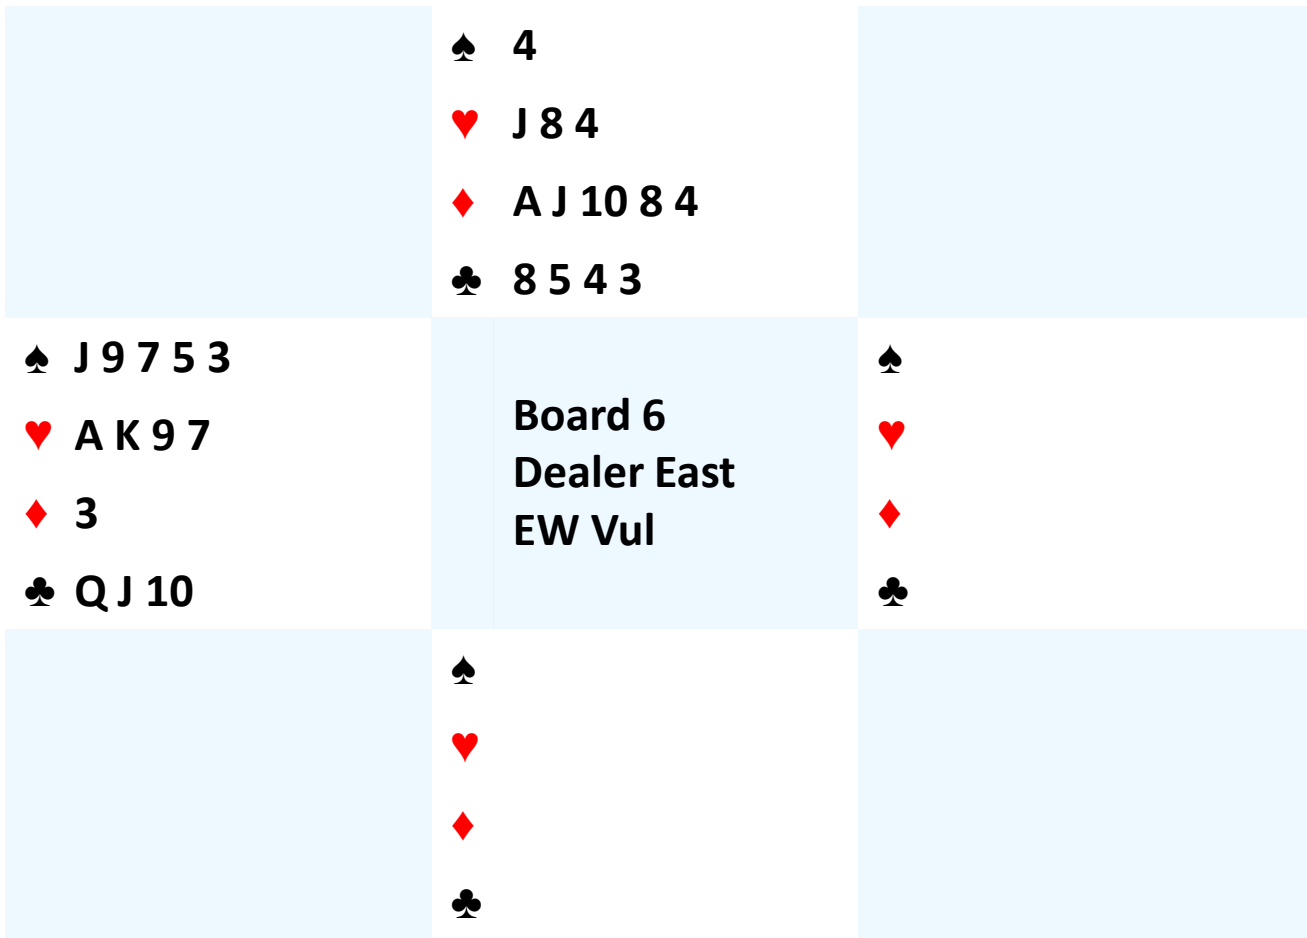 ♠ 4
♥ J 8 4
♦ A J 10 8 4
♣ 8 5 4 3
♠ J 9 7 5 3
♥ A K 9 7
♦ 3
♣ Q J 10
Board 6
Dealer East
EW Vul
♠
♥
♦
♣
♠
♥
♦
♣